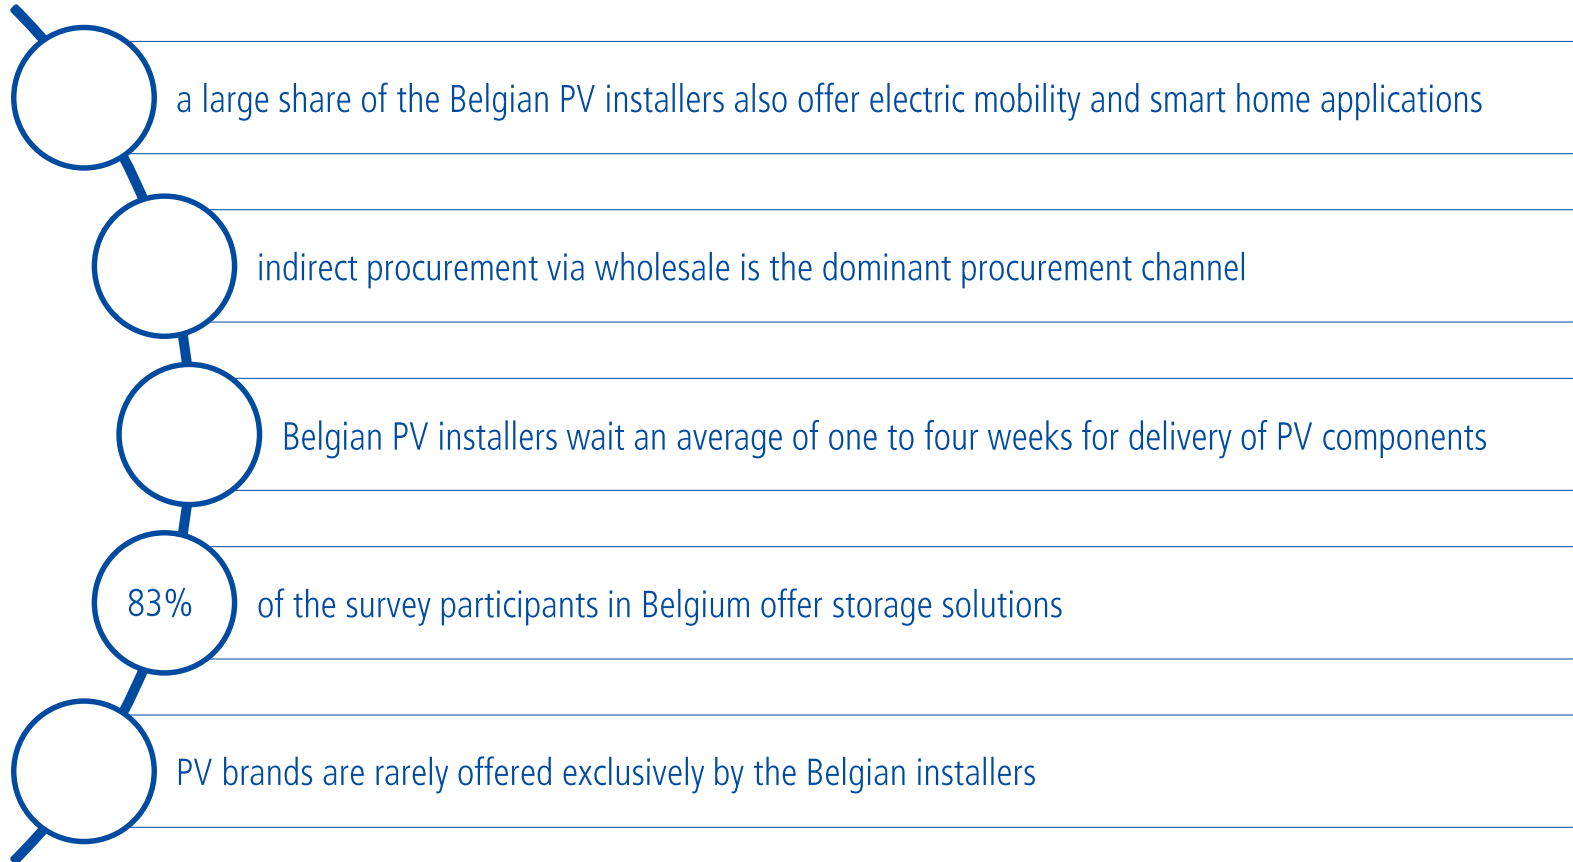 a large share of the Belgian PV installers also offer electric mobility and smart home applications
indirect procurement via wholesale is the dominant procurement channel
Belgian PV installers wait an average of one to four weeks for delivery of PV components
83% of the survey participants in Belgium offer storage solutions
PV brands are rarely offered exclusively by the Belgian installers